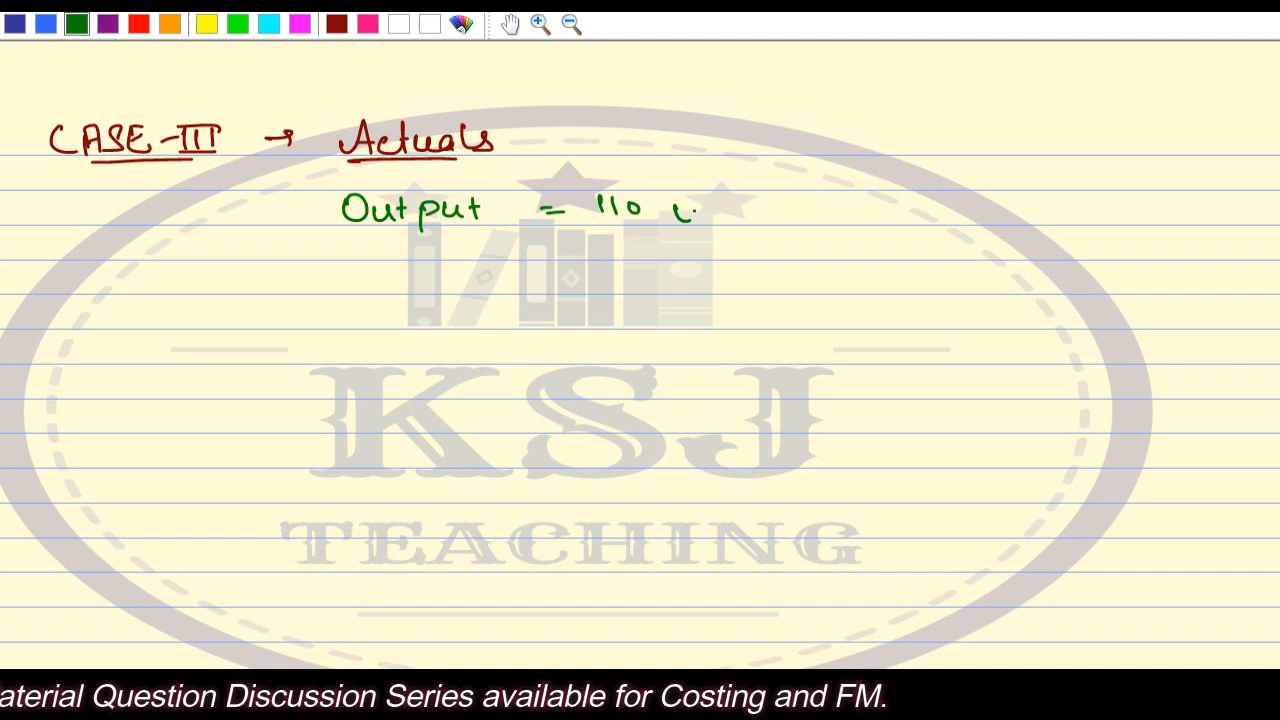 CASE-III → Actuals
Output = 110 u
KSJ
TEACHING
aterial Question Discussion Series available for Costing and FM.